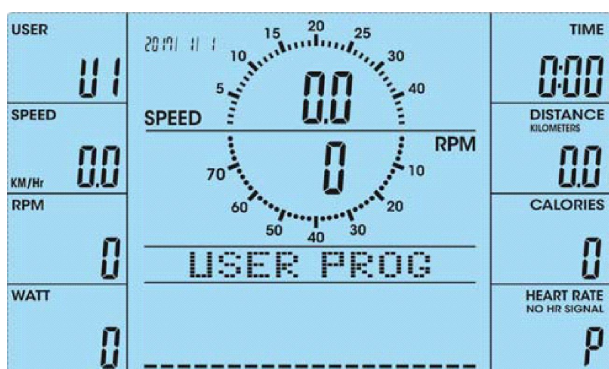 USER
U1
SPEED
KM/Hr 0.0
RPM
0
WATT
0
2017/ 1/ 1
5 10 15 20 25 30 40
SPEED 0.0
RPM
0
10 20 30 40 50 60 70
USER PROG
TIME
0:00
DISTANCE
KILOMETERS
0.0
CALORIES
0
HEART RATE
NO HR SIGNAL
P